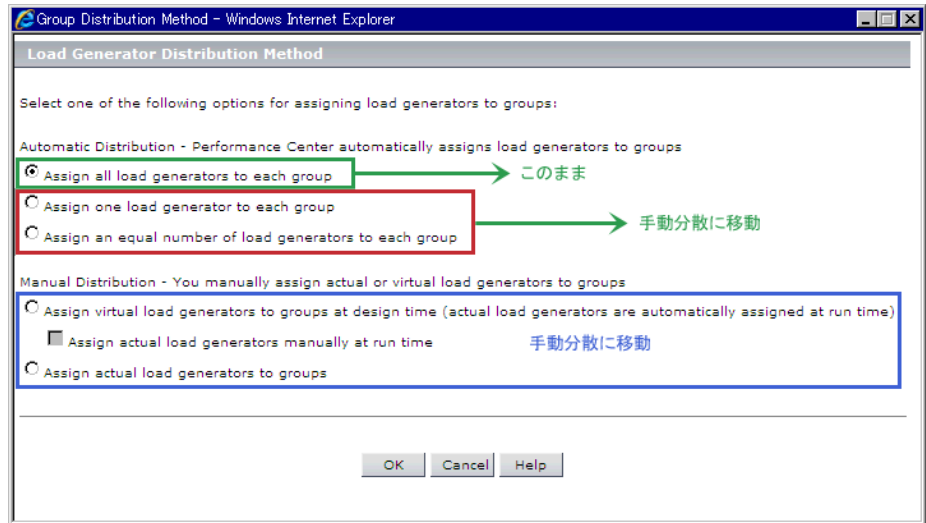 Group Distribution Method - Windows Internet Explorer
Load Generator Distribution Method
Select one of the following options for assigning load generators to groups:
Automatic Distribution - Performance Center automatically assigns load generators to groups
Assign all load generators to each group
このまま
Assign one load generator to each group
手動分散に移動
Assign an equal number of load generators to each group
Manual Distribution - You manually assign actual or virtual load generators to groups
Assign virtual load generators to groups at design time (actual load generators are automatically assigned at run time)
Assign actual load generators manually at run time
手動分散に移動
Assign actual load generators to groups
OK Cancel Help